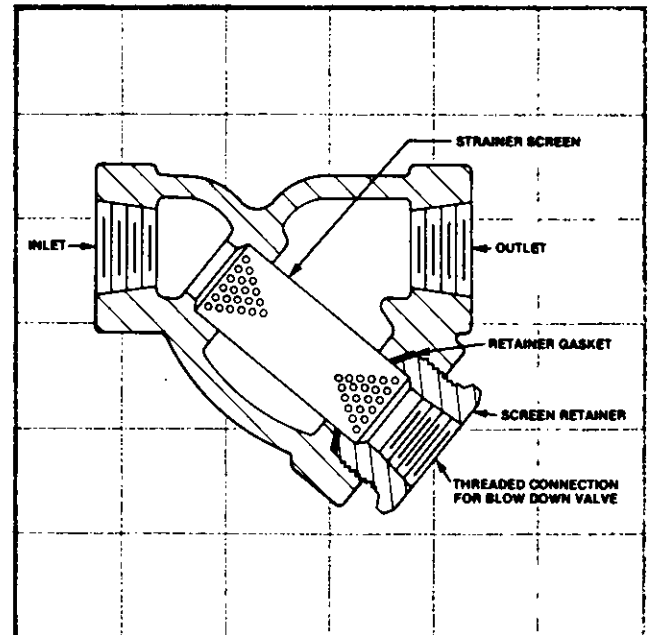 STRAINER SCREEN
INLET
OUTLET
RETAINER GASKET
SCREEN RETAINER
THREADED CONNECTION
FOR BLOW DOWN VALVE